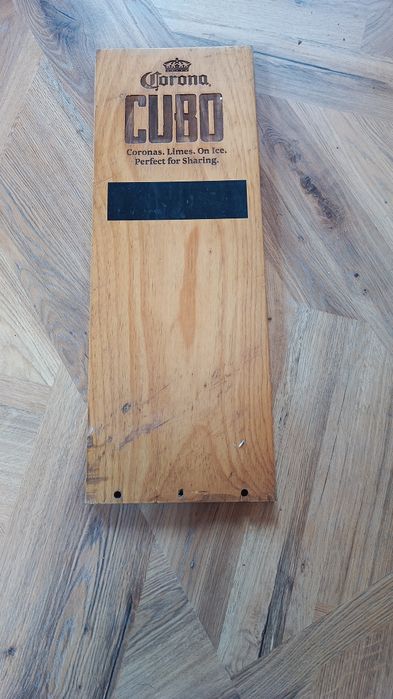 Corona
CUBO
Coronas. Limes. On Ice.
Perfect for Sharing.